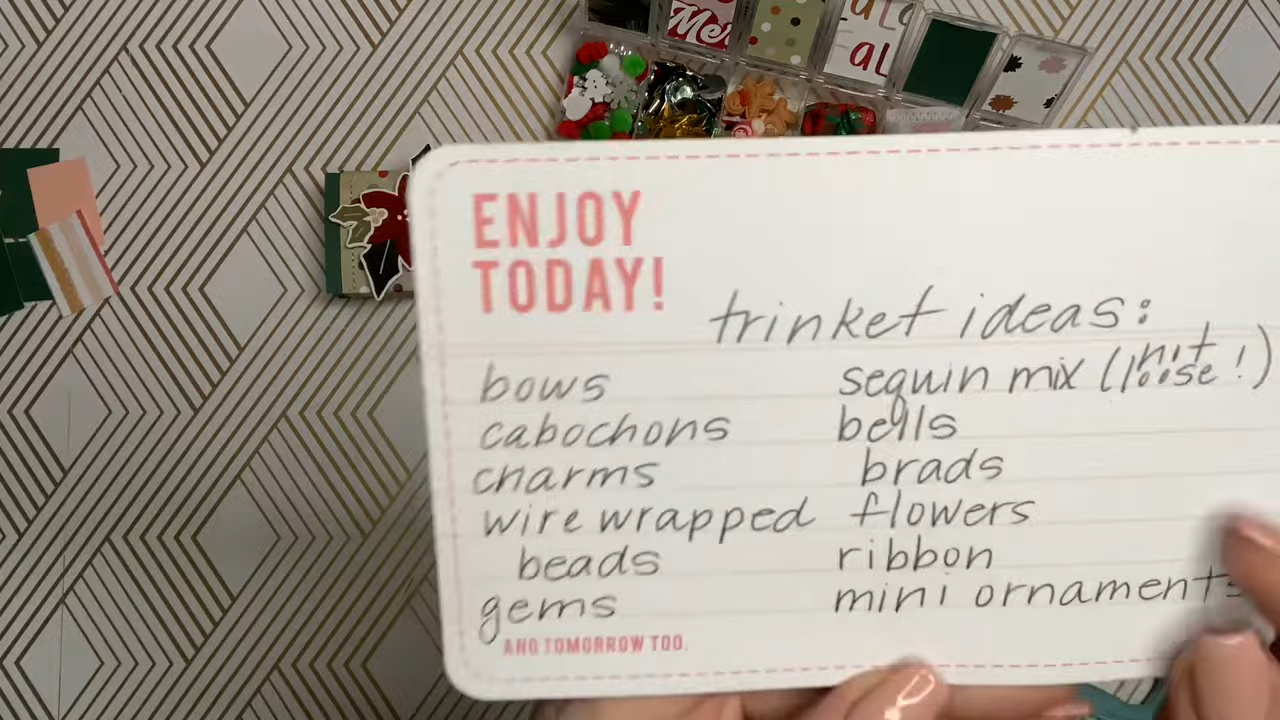 Mer
ENJOY
TODAY!
trinket ideas:
bows
cabochons
charms
wire wrapped
beads
gems
sequin mix (not loose!)
bells
brads
flowers
ribbon
mini ornaments
AND TOMORROW TOO.